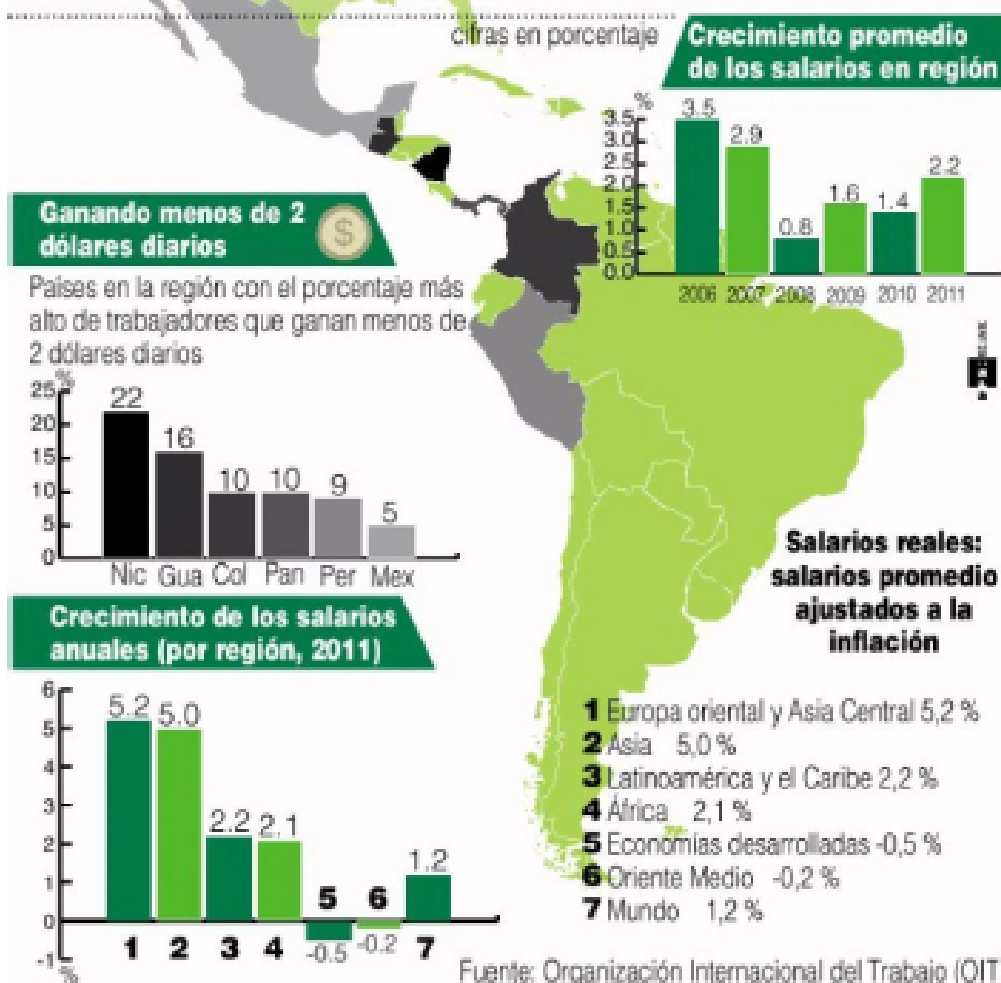 cifras en porcentaje
Crecimiento promedio
de los salarios en región
%
3.5
3.0
2.5
2.0
1.5
1.0
0.5
0.0
3.5
2.9
0.8
1.6
1.4
2.2
2006 2007 2008 2009 2010 2011
Ganando menos de 2
dólares diarios
$
Países en la región con el porcentaje más
alto de trabajadores que ganan menos de
2 dólares diarios
%
25
20
15
10
5
0
22
16
10
10
9
5
Nic Gua Col Pan Per Mex
Salarios reales:
salarios promedio
ajustados a la
inflación
Crecimiento de los salarios
anuales (por región, 2011)
6
5
4
3
2
1
0
-1
%
5.2
5.0
2.2
2.1
-0.5
-0.2
1.2
1 2 3 4 5 6 7
1 Europa oriental y Asia Central 5,2 %
2 Asia 5,0 %
3 Latinoamérica y el Caribe 2,2 %
4 África 2,1 %
5 Economías desarrolladas -0,5 %
6 Oriente Medio -0,2 %
7 Mundo 1,2 %
Fuente: Organización Internacional del Trabajo (OIT